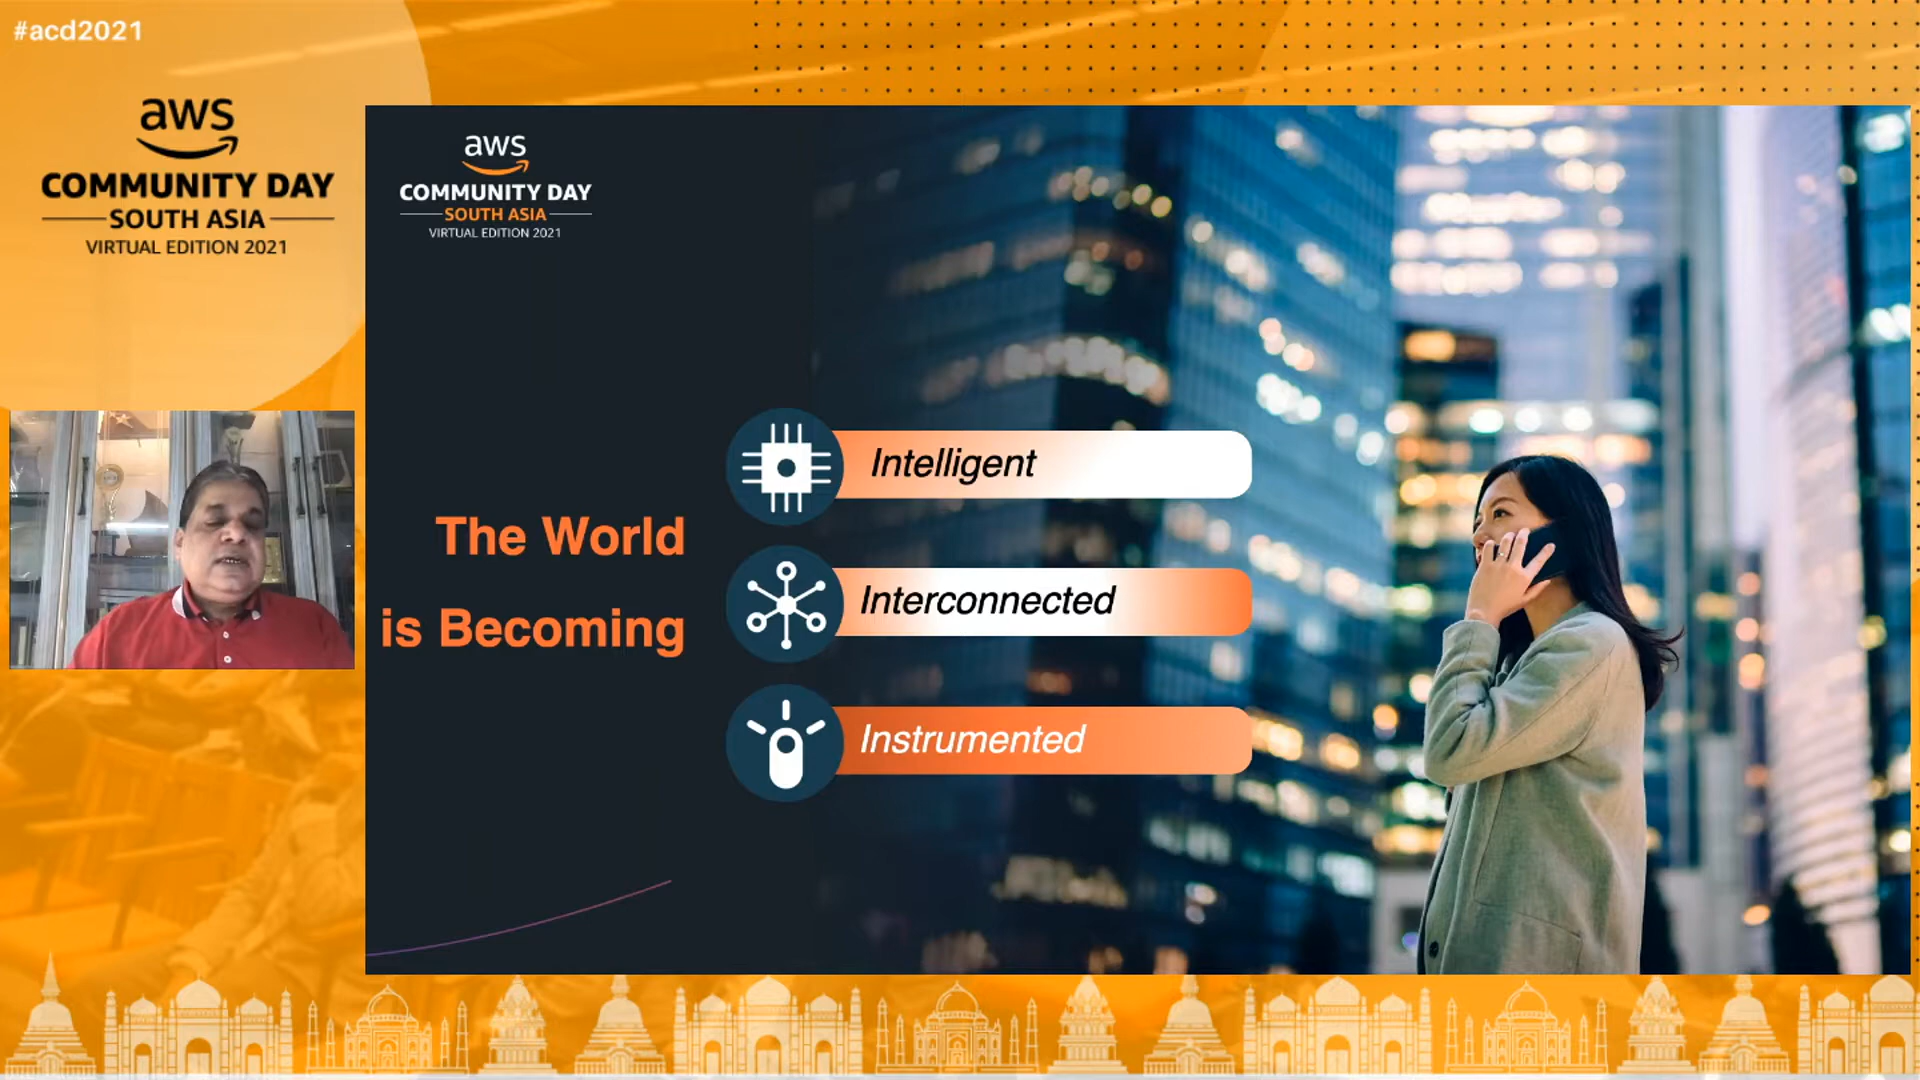 #acd2021
aws
COMMUNITY DAY
SOUTH ASIA
VIRTUAL EDITION 2021
aws
COMMUNITY DAY
SOUTH ASIA
VIRTUAL EDITION 2021
The World
is Becoming
Intelligent
Interconnected
Instrumented